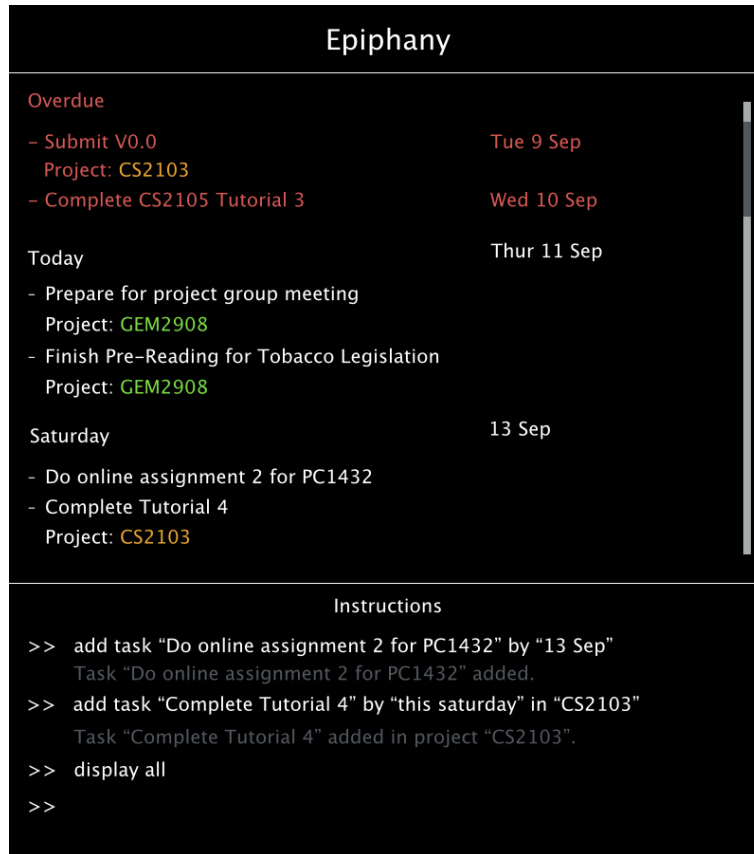 Epiphany
Overdue
– Submit V0.0 Tue 9 Sep
Project: CS2103
– Complete CS2105 Tutorial 3 Wed 10 Sep
Today Thur 11 Sep
- Prepare for project group meeting
Project: GEM2908
- Finish Pre–Reading for Tobacco Legislation
Project: GEM2908
Saturday 13 Sep
- Do online assignment 2 for PC1432
- Complete Tutorial 4
Project: CS2103
Instructions
>> add task “Do online assignment 2 for PC1432” by “13 Sep”
Task “Do online assignment 2 for PC1432” added.
>> add task “Complete Tutorial 4” by “this saturday” in “CS2103”
Task “Complete Tutorial 4” added in project “CS2103”.
>> display all
>>